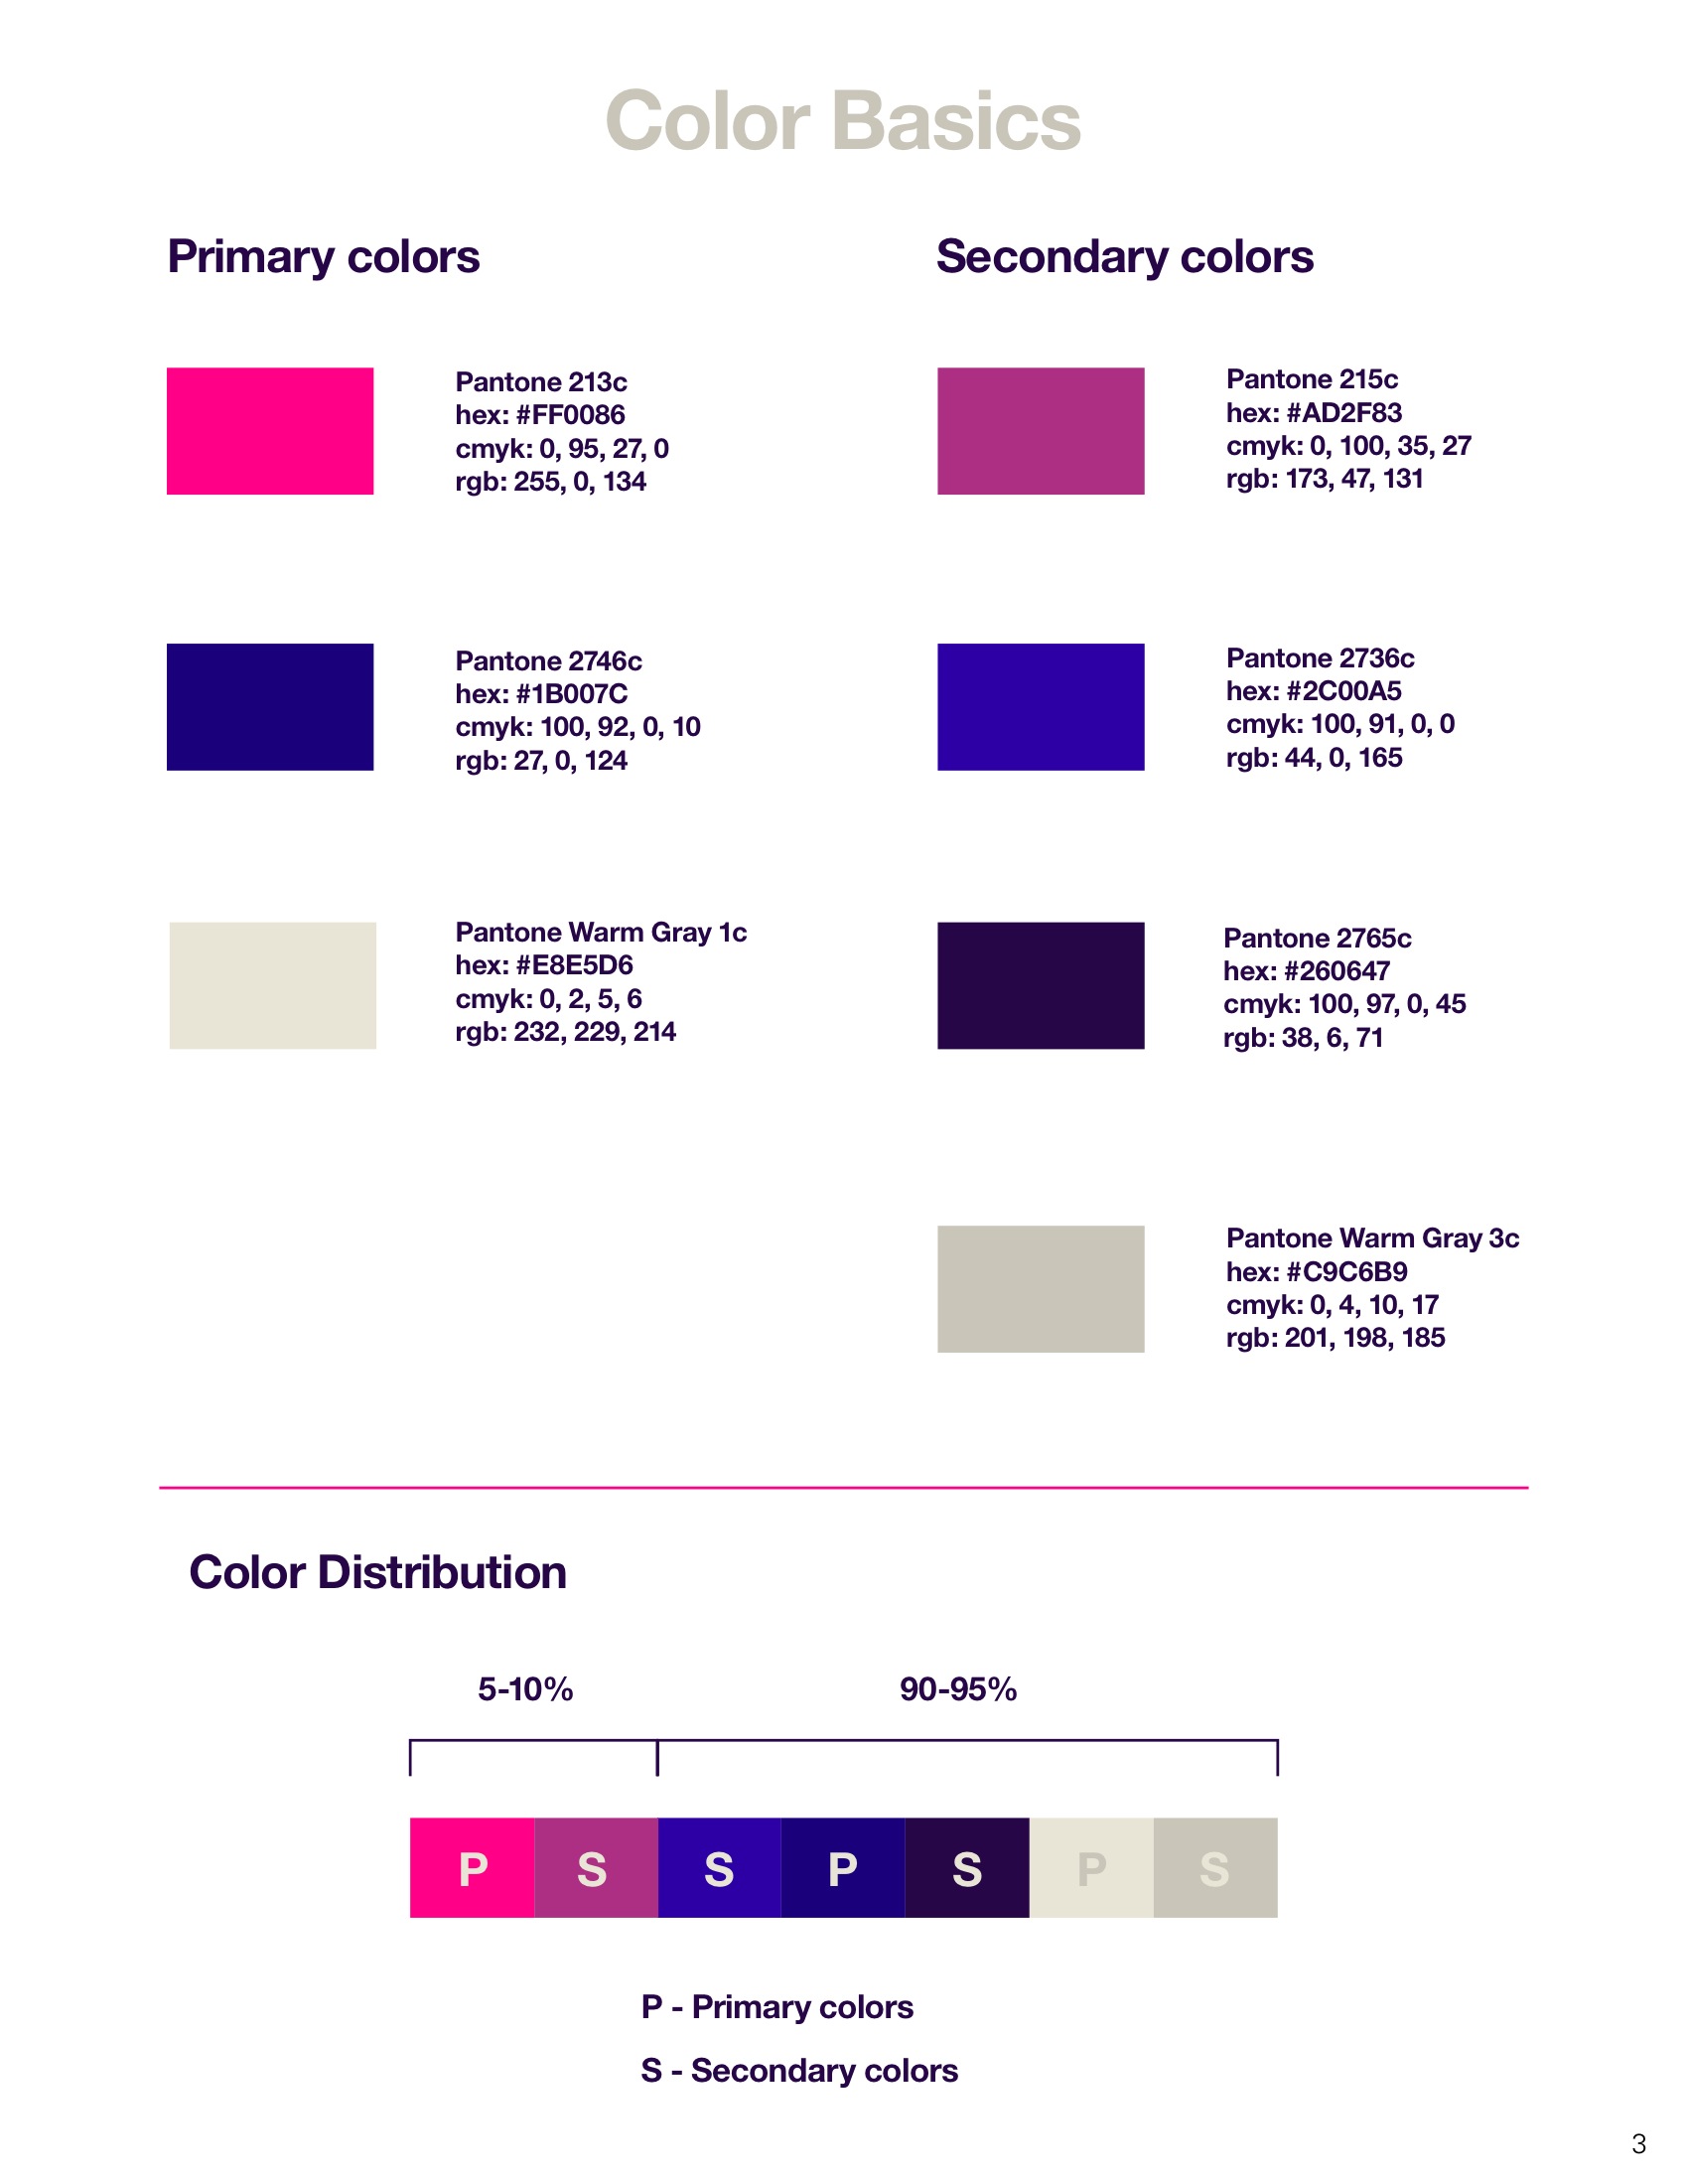 Color Basics
Primary colors
Pantone 213c
hex: #FF0086
cmyk: 0, 95, 27, 0
rgb: 255, 0, 134
Pantone 2746c
hex: #1B007C
cmyk: 100, 92, 0, 10
rgb: 27, 0, 124
Pantone Warm Gray 1c
hex: #E8E5D6
cmyk: 0, 2, 5, 6
rgb: 232, 229, 214
Secondary colors
Pantone 215c
hex: #AD2F83
cmyk: 0, 100, 35, 27
rgb: 173, 47, 131
Pantone 2736c
hex: #2C00A5
cmyk: 100, 91, 0, 0
rgb: 44, 0, 165
Pantone 2765c
hex: #260647
cmyk: 100, 97, 0, 45
rgb: 38, 6, 71
Pantone Warm Gray 3c
hex: #C9C6B9
cmyk: 0, 4, 10, 17
rgb: 201, 198, 185
Color Distribution
5-10% 90-95%
P S S P S P S
P - Primary colors
S - Secondary colors
3